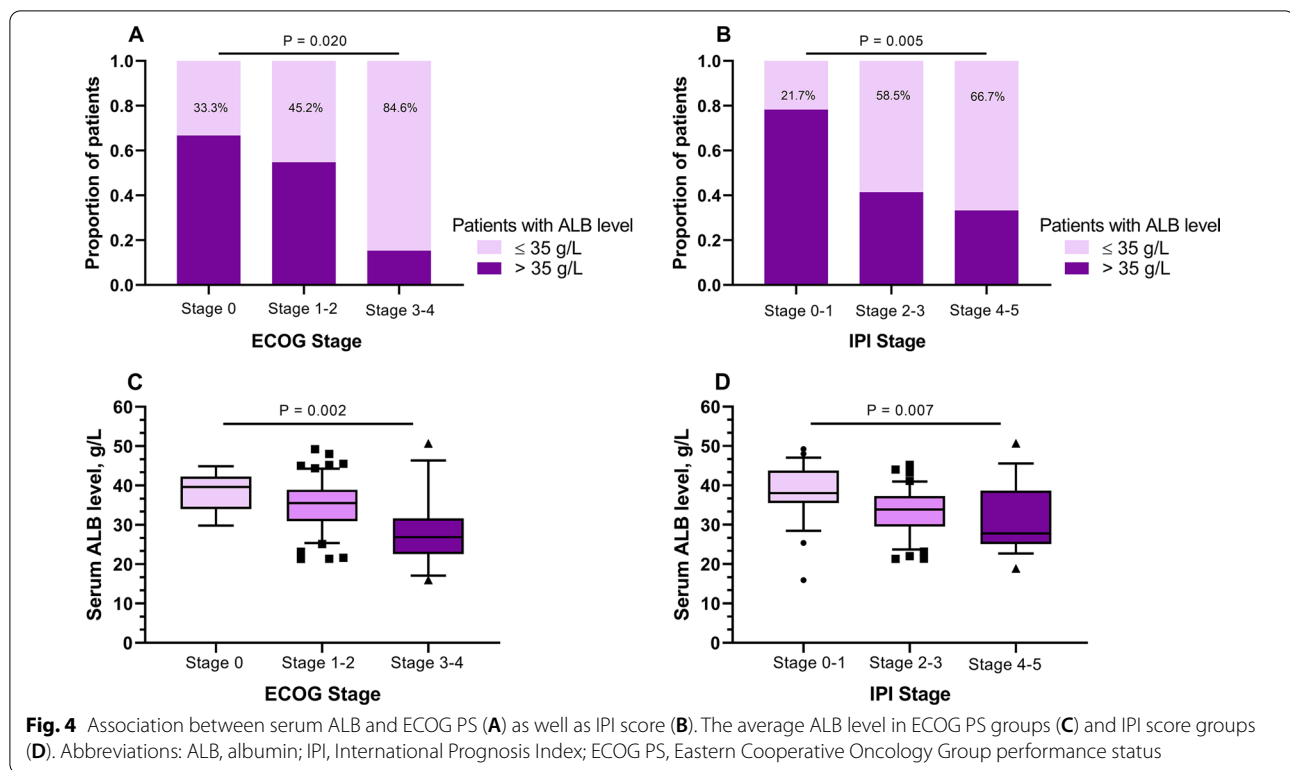 A
P = 0.020
Proportion of patients
1.0
0.8
0.6
0.4
0.2
0.0
33.3%
45.2%
84.6%
Stage 0
Stage 1-2
Stage 3-4
ECOG Stage
Patients with ALB level
≤ 35 g/L
> 35 g/L
B
P = 0.005
Proportion of patients
1.0
0.8
0.6
0.4
0.2
0.0
21.7%
58.5%
66.7%
Stage 0-1
Stage 2-3
Stage 4-5
IPI Stage
Patients with ALB level
≤ 35 g/L
> 35 g/L
C
P = 0.002
Serum ALB level, g/L
60
50
40
30
20
10
0
Stage 0
Stage 1-2
Stage 3-4
ECOG Stage
D
P = 0.007
Serum ALB level, g/L
60
50
40
30
20
10
0
Stage 0-1
Stage 2-3
Stage 4-5
IPI Stage
Fig. 4 Association between serum ALB and ECOG PS (A) as well as IPI score (B). The average ALB level in ECOG PS groups (C) and IPI score groups
(D). Abbreviations: ALB, albumin; IPI, International Prognosis Index; ECOG PS, Eastern Cooperative Oncology Group performance status